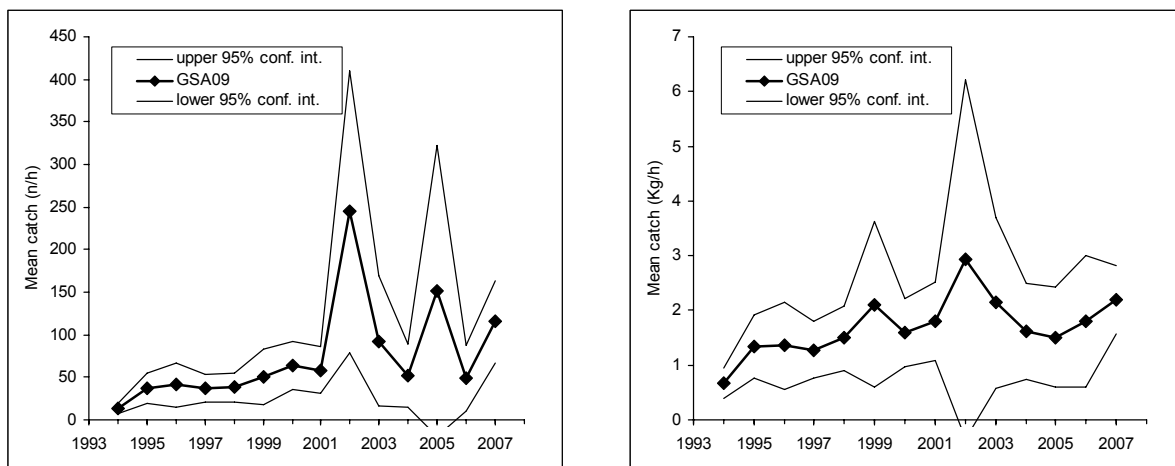 450
400
350
300
250
200
150
100
50
0
Mean catch (n/h)
upper 95% conf. int.
GSA09
lower 95% conf. int.
1993 1995 1997 1999 2001 2003 2005 2007
7
6
5
4
3
2
1
0
Mean catch (Kg/h)
upper 95% conf. int.
GSA09
lower 95% conf. int.
1993 1995 1997 1999 2001 2003 2005 2007